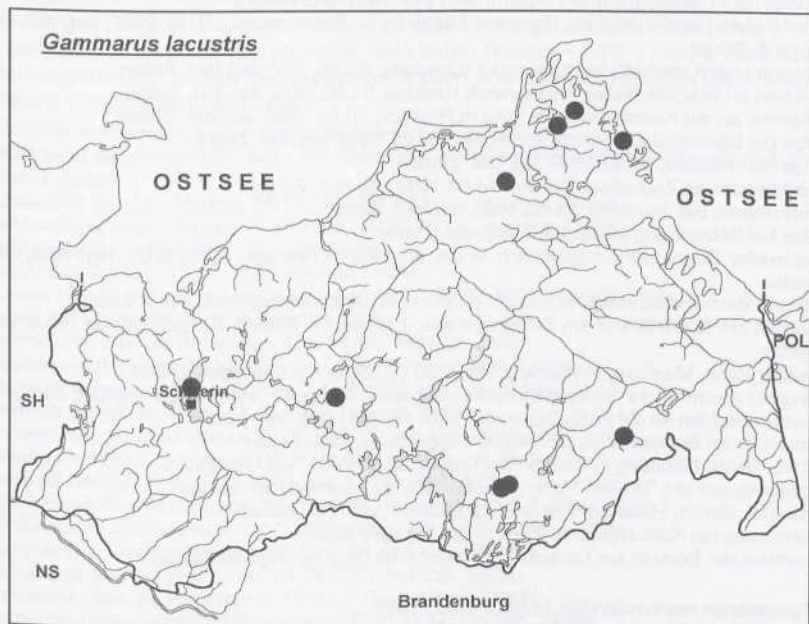 Gammarus lacustris
OSTSEE
OSTSEE
POL
SH
Schwerin
NS
Brandenburg